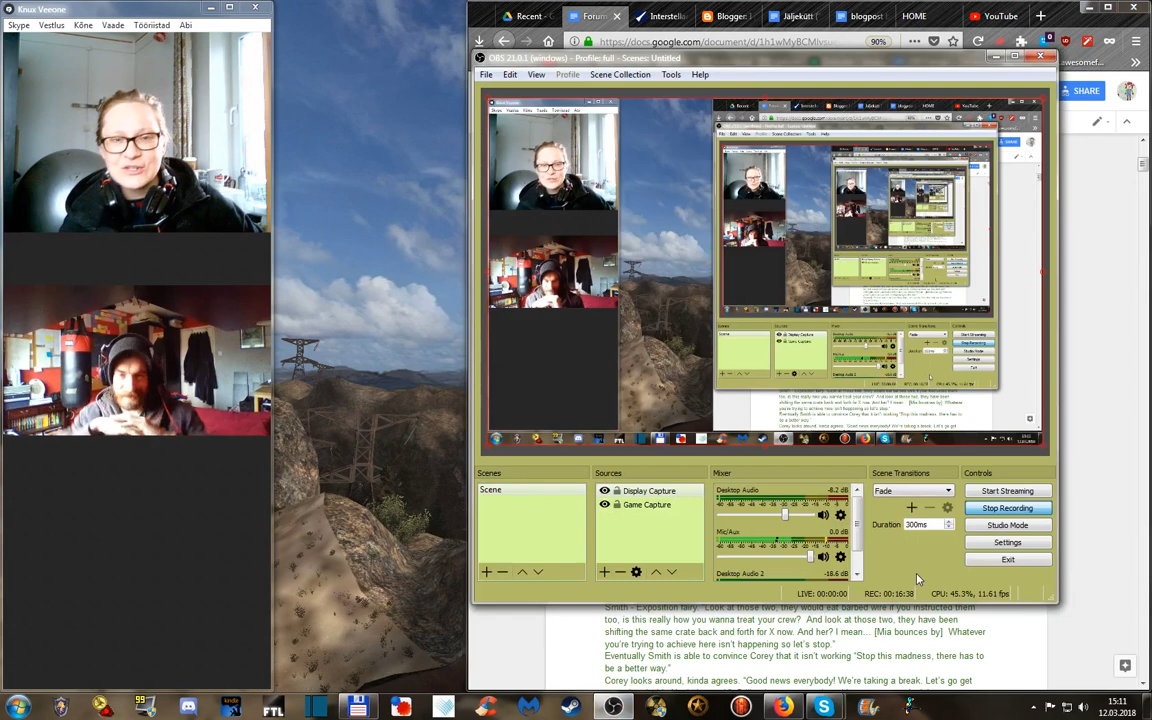 Knux Veeone
Skype Vestlus Kõne Vaade Tööriistad Abi
Recent - G
Forum
Interstella
Blogger:
Jäljekütt (
blogpost
HOME
YouTube
https://docs.google.com/document/d/1h1wMyBCMIvs
90%
awesomef
SHARE
OBS 21.0.1 (windows) - Profile: full - Scenes: Untitled
File Edit View Profile Scene Collection Tools Help
Scenes
Scene
Sources
Display Capture
Game Capture
Mixer
Desktop Audio -8.2 dB
Mic/Aux 0.0 dB
Desktop Audio 2 -18.6 dB
Scene Transitions
Fade
Duration 300ms
Controls
Start Streaming
Stop Recording
Studio Mode
Settings
Exit
LIVE: 00:00:00 REC: 00:16:38 CPU: 45.3%, 11.61 fps
Smith - Exposition fairy. "Look at those two, they would eat barbed wire if you instructed them
too, is this really how you wanna treat your crew? And look at those two, they have been
shifting the same crate back and forth for X now. And her? I mean… [Mia bounces by] Whatever
you're trying to achieve here isn't happening so let's stop."
Eventually Smith is able to convince Corey that it isn't working "Stop this madness, there has to
be a better way."
Corey looks around, kinda agrees. "Good news everybody! We're taking a break. Let's go get
99
kindle
FTL
15:11
12.03.2018